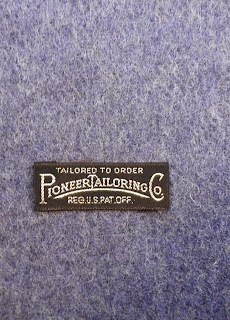 TAILORED TO ORDER
PIONEER TAILORING CO.
REG.U.S.PAT.OFF.